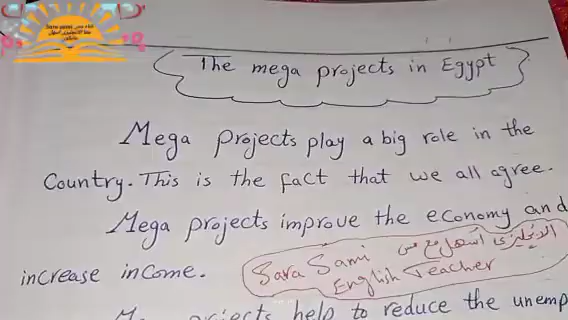 The mega projects in Egypt
Mega projects play a big role in the
Country. This is the fact that we all agree.
Mega projects improve the economy and
increase income.
الانجليزى اسهل مع مس
Sara Sami
English Teacher
projects help to reduce the unemp